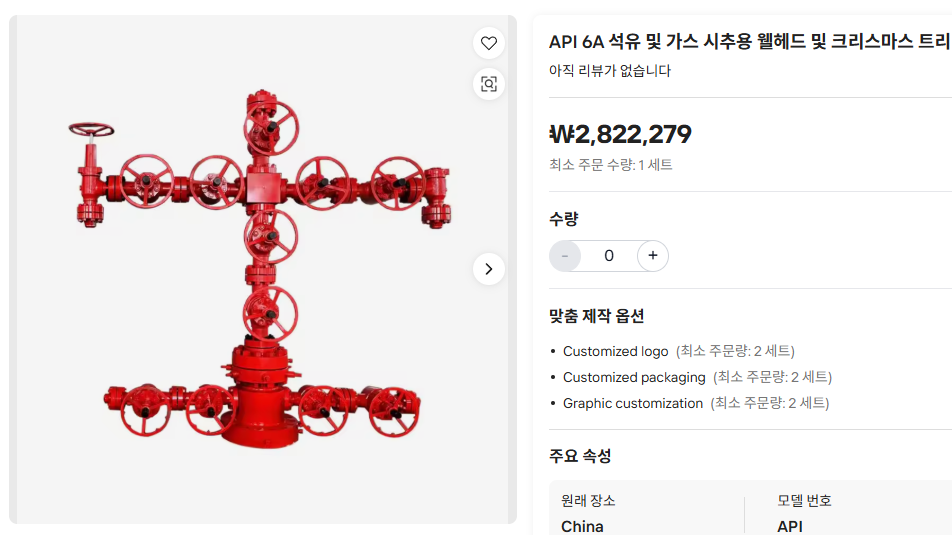 API 6A 석유 및 가스 시추용 웰헤드 및 크리스마스 트리
아직 리뷰가 없습니다
₩2,822,279
최소 주문 수량: 1 세트
수량
- 0 +
맞춤 제작 옵션
• Customized logo (최소 주문량: 2 세트)
• Customized packaging (최소 주문량: 2 세트)
• Graphic customization (최소 주문량: 2 세트)
주요 속성
원래 장소 모델 번호
China API